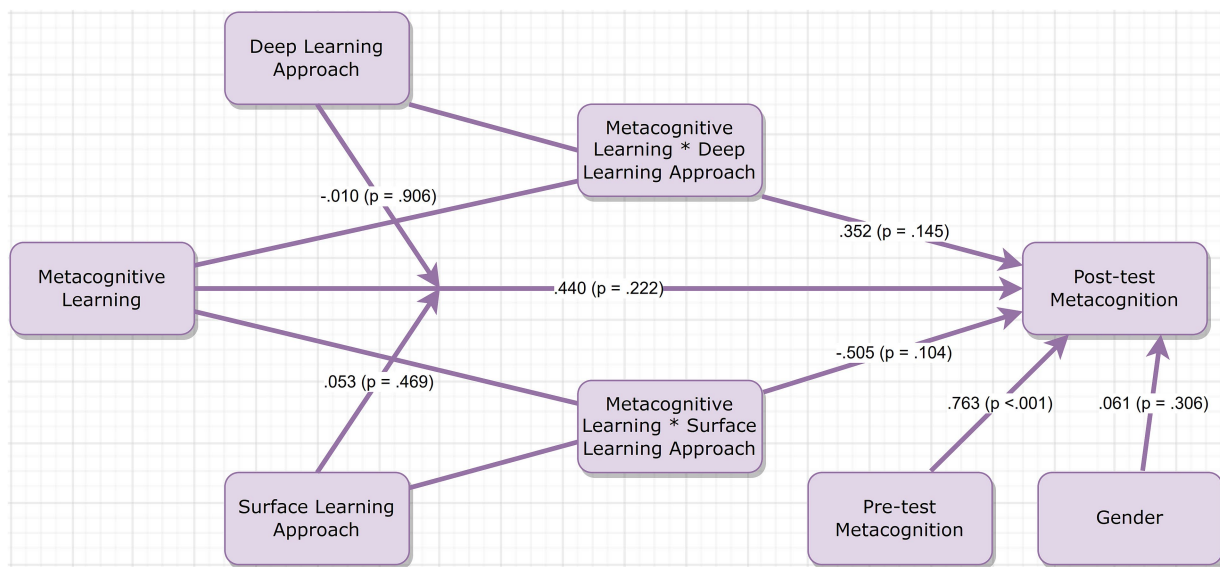 Deep Learning
Approach
Metacognitive
Learning * Deep
Learning Approach
-.010 (p = .906)
.352 (p = .145)
Metacognitive
Learning
.440 (p = .222)
Post-test
Metacognition
-.505 (p = .104)
.053 (p = .469)
Metacognitive
Learning * Surface
Learning Approach
.763 (p <.001)
.061 (p = .306)
Surface Learning
Approach
Pre-test
Metacognition
Gender